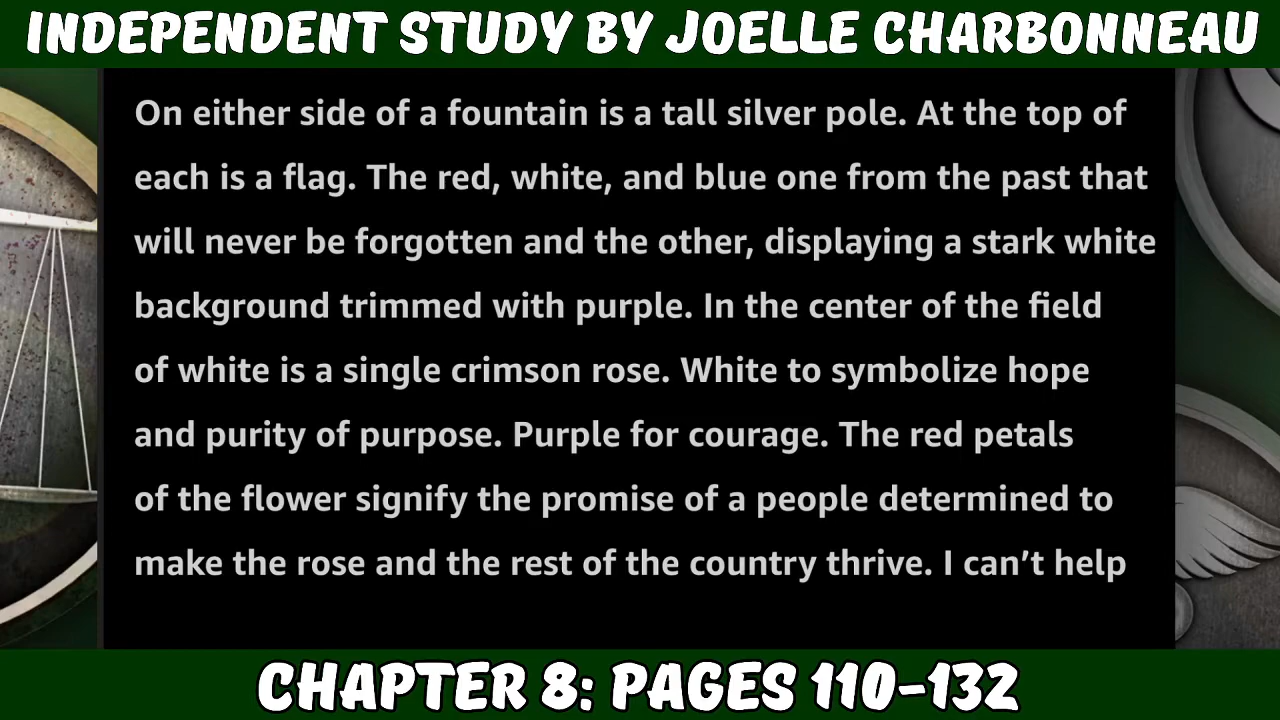 INDEPENDENT STUDY BY JOELLE CHARBONNEAU
On either side of a fountain is a tall silver pole. At the top of
each is a flag. The red, white, and blue one from the past that
will never be forgotten and the other, displaying a stark white
background trimmed with purple. In the center of the field
of white is a single crimson rose. White to symbolize hope
and purity of purpose. Purple for courage. The red petals
of the flower signify the promise of a people determined to
make the rose and the rest of the country thrive. I can’t help
CHAPTER 8: PAGES 110-132